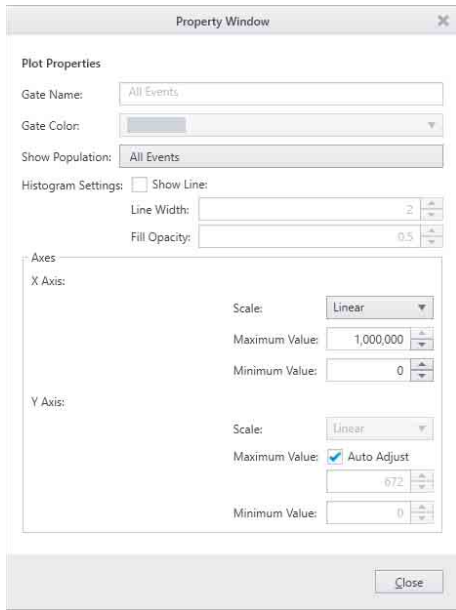 Property Window
Plot Properties
Gate Name: All Events
Gate Color:
Show Population: All Events
Histogram Settings: Show Line:
Line Width: 2
Fill Opacity: 0.5
Axes
X Axis:
Scale: Linear
Maximum Value: 1,000,000
Minimum Value: 0
Y Axis:
Scale: Linear
Maximum Value: Auto Adjust
672
Minimum Value: 0
Close